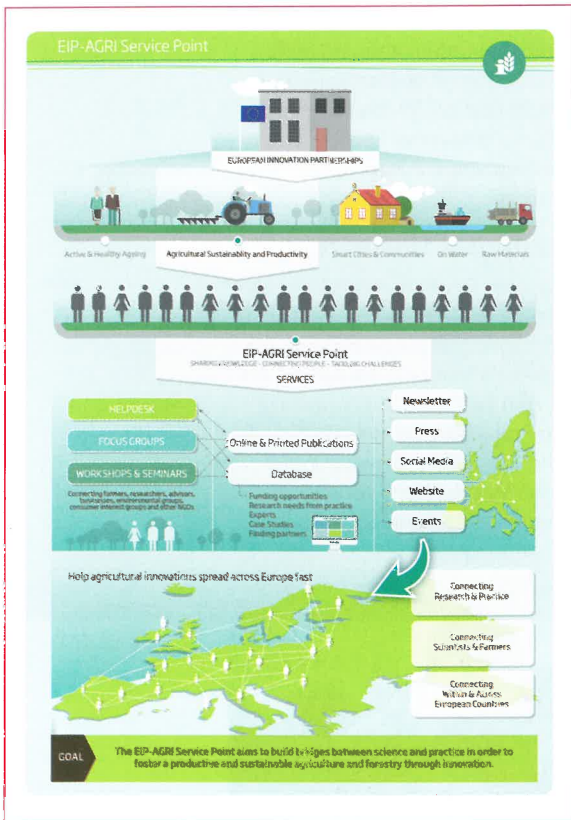 EIP-AGRI Service Point
EUROPEAN INNOVATION PARTNERSHIPS
Active & Healthy Ageing
Agricultural Sustainablity and Productivity
Smart Cities & Communities
On Water
Raw Materials
EIP-AGRI Service Point
SHARING KNOWLEDGE - CONNECTING PEOPLE - TACKLING CHALLENGES
SERVICES
HELPDESK
FOCUS GROUPS
WORKSHOPS & SEMINARS
Connecting farmers, researchers, advisors,
businesses, environmental groups,
consumer interest groups and other NGOs
Online & Printed Publications
Database
Funding opportunities
Research needs from practice
Experts
Case Studies
Finding partners
Newsletter
Press
Social Media
Website
Events
Help agricultural innovations spread across Europe fast
Connecting
Research & Practice
Connecting
Scientists & Farmers
Connecting
Within & Across
European Countries
GOAL
The EIP-AGRI Service Point aims to build bridges between science and practice in order to
foster a productive and sustainable agriculture and forestry through innovation.